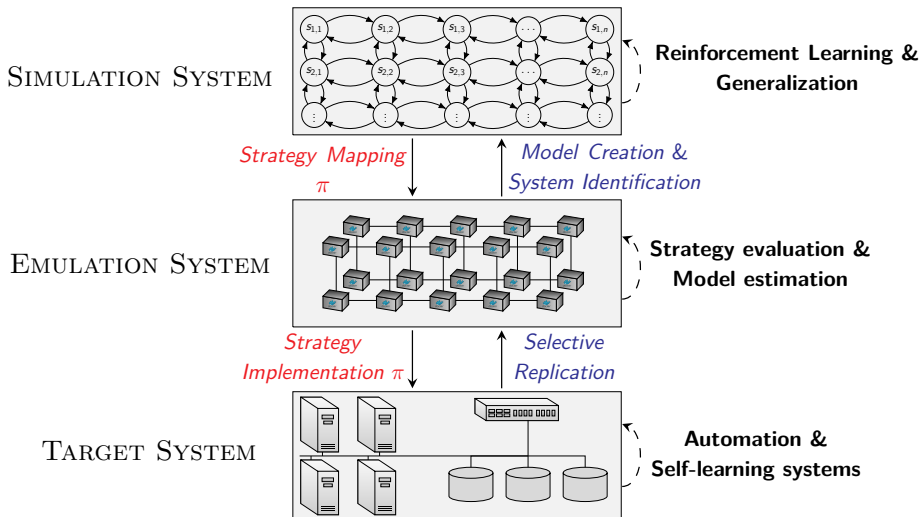 s1,1 s1,2 s1,3 ... s1,n
s2,1 s2,2 s2,3 ... s2,n
⋮ ⋮ ⋮ ⋮ ⋮
SIMULATION SYSTEM
Reinforcement Learning &
Generalization
Strategy Mapping
π
Model Creation &
System Identification
EMULATION SYSTEM
Strategy evaluation &
Model estimation
Strategy
Implementation π
Selective
Replication
TARGET SYSTEM
Automation &
Self-learning systems